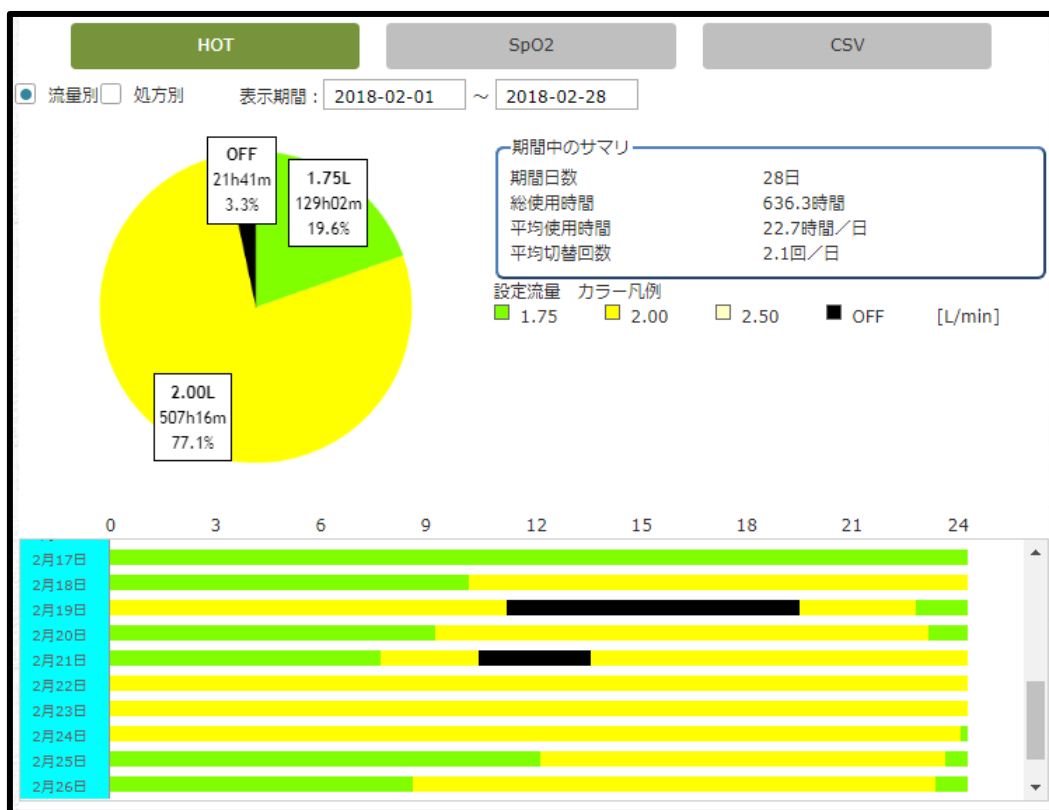 HOT SpO2 CSV
流量別 処方別 表示期間： 2018-02-01 ～ 2018-02-28
OFF
21h41m
3.3%
1.75L
129h02m
19.6%
2.00L
507h16m
77.1%
期間中のサマリ
期間日数 28日
総使用時間 636.3時間
平均使用時間 22.7時間／日
平均切替回数 2.1回／日
設定流量 カラー凡例
1.75 2.00 2.50 OFF [L/min]
0 3 6 9 12 15 18 21 24
2月17日
2月18日
2月19日
2月20日
2月21日
2月22日
2月23日
2月24日
2月25日
2月26日